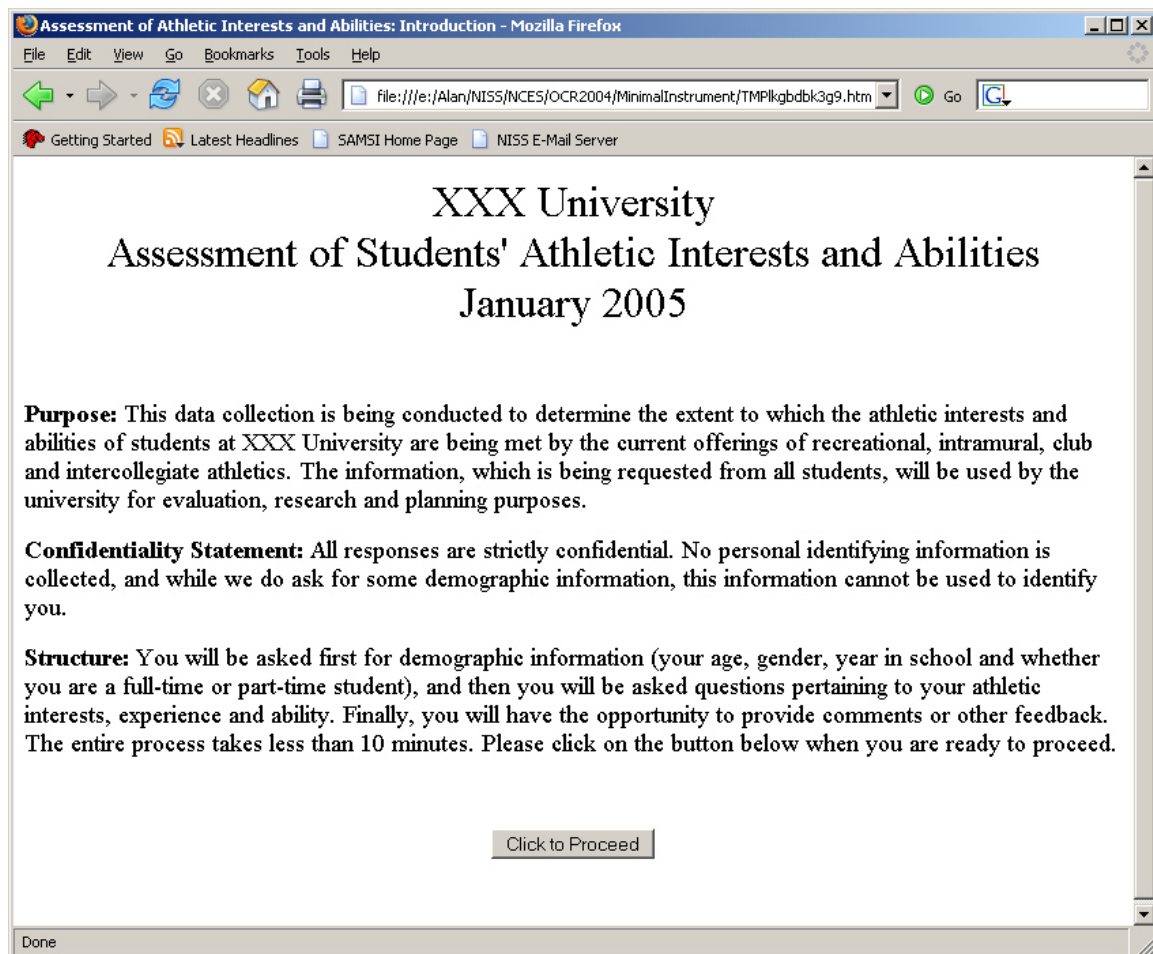 Assessment of Athletic Interests and Abilities: Introduction - Mozilla Firefox
File Edit View Go Bookmarks Tools Help
file:///e:/Alan/NISS/NCES/OCR2004/MinimalInstrument/TMPlkgbdbk3g9.htm Go G
Getting Started Latest Headlines SAMSI Home Page NISS E-Mail Server
XXX University
Assessment of Students' Athletic Interests and Abilities
January 2005
Purpose: This data collection is being conducted to determine the extent to which the athletic interests and
abilities of students at XXX University are being met by the current offerings of recreational, intramural, club
and intercollegiate athletics. The information, which is being requested from all students, will be used by the
university for evaluation, research and planning purposes.
Confidentiality Statement: All responses are strictly confidential. No personal identifying information is
collected, and while we do ask for some demographic information, this information cannot be used to identify
you.
Structure: You will be asked first for demographic information (your age, gender, year in school and whether
you are a full-time or part-time student), and then you will be asked questions pertaining to your athletic
interests, experience and ability. Finally, you will have the opportunity to provide comments or other feedback.
The entire process takes less than 10 minutes. Please click on the button below when you are ready to proceed.
Click to Proceed
Done